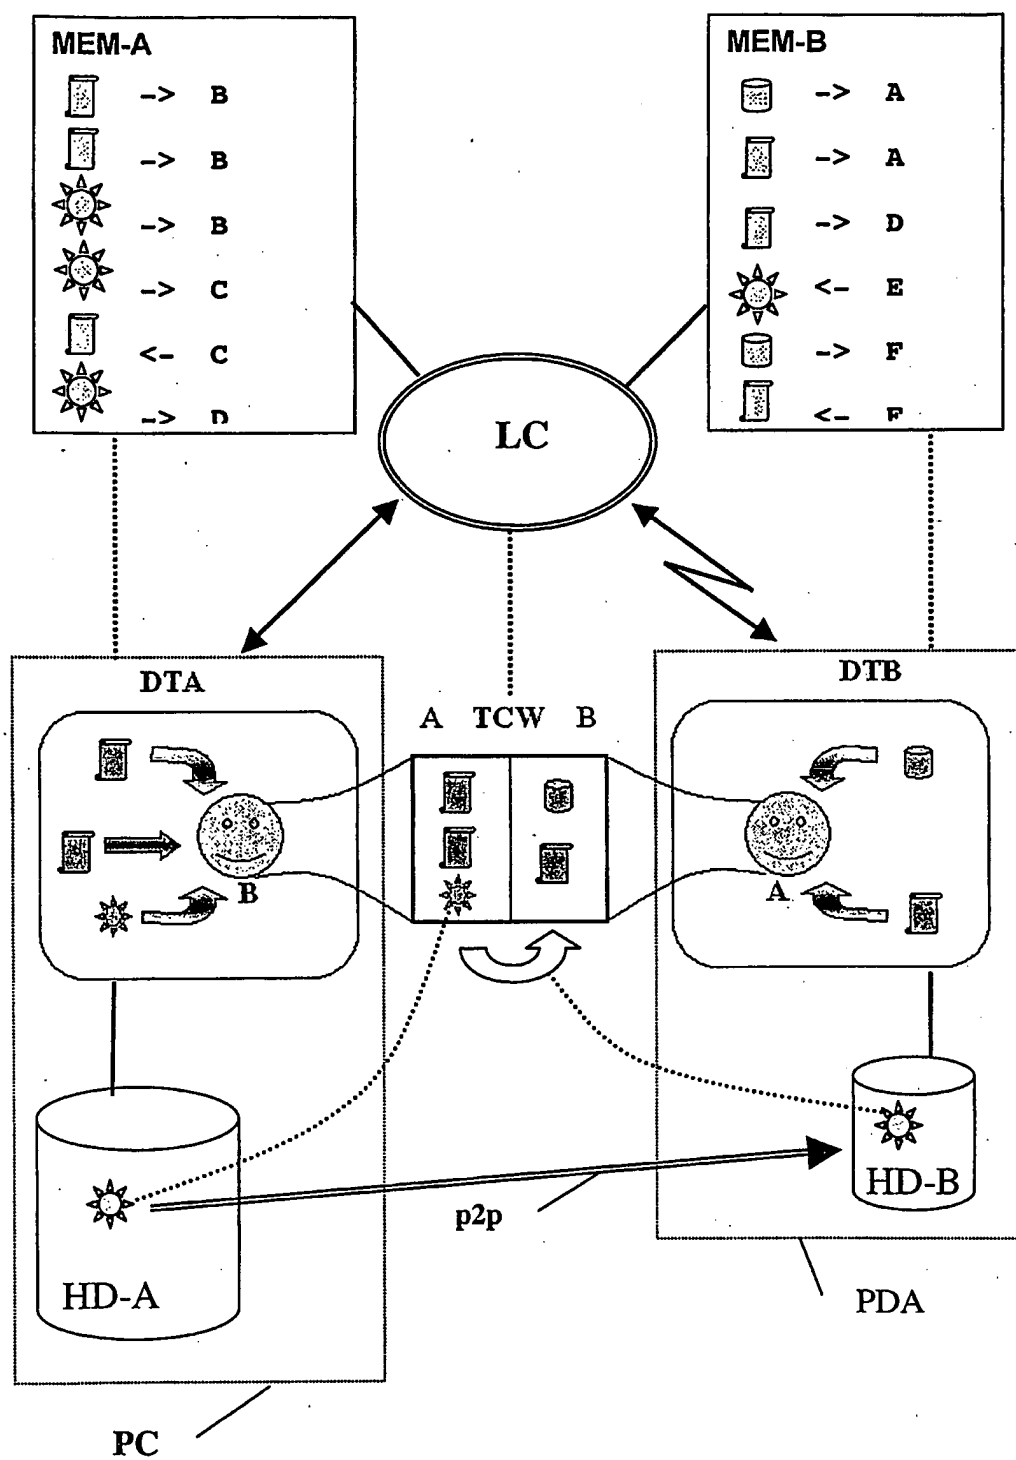 MEM-A
-> B
-> B
-> B
-> C
<- C
-> D
MEM-B
-> A
-> A
-> D
<- E
-> F
<- F
LC
DTA
A TCW B
DTB
B
A
HD-A
HD-B
p2p
PDA
PC